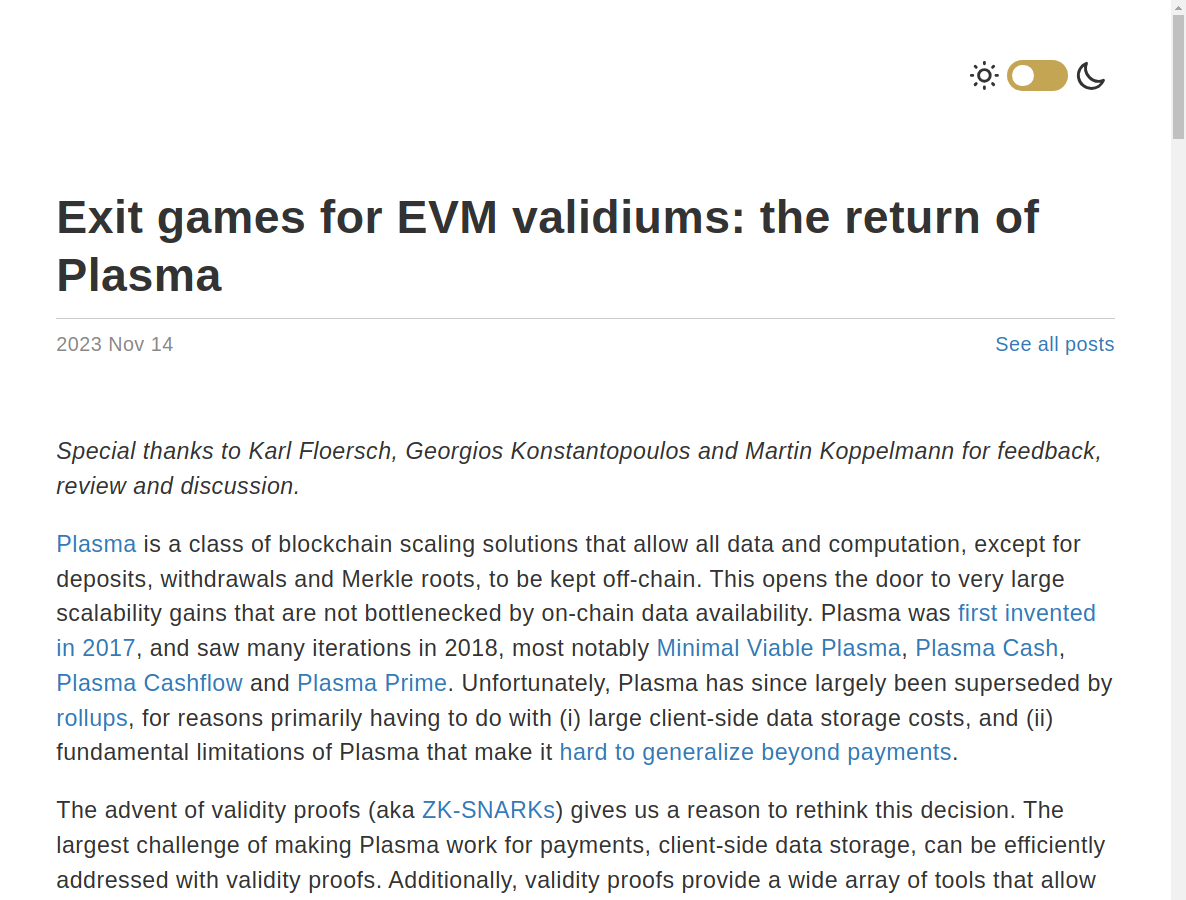 Exit games for EVM validiums: the return of
Plasma
2023 Nov 14
See all posts
Special thanks to Karl Floersch, Georgios Konstantopoulos and Martin Koppelmann for feedback,
review and discussion.
Plasma is a class of blockchain scaling solutions that allow all data and computation, except for
deposits, withdrawals and Merkle roots, to be kept off-chain. This opens the door to very large
scalability gains that are not bottlenecked by on-chain data availability. Plasma was first invented
in 2017, and saw many iterations in 2018, most notably Minimal Viable Plasma, Plasma Cash,
Plasma Cashflow and Plasma Prime. Unfortunately, Plasma has since largely been superseded by
rollups, for reasons primarily having to do with (i) large client-side data storage costs, and (ii)
fundamental limitations of Plasma that make it hard to generalize beyond payments.
The advent of validity proofs (aka ZK-SNARKs) gives us a reason to rethink this decision. The
largest challenge of making Plasma work for payments, client-side data storage, can be efficiently
addressed with validity proofs. Additionally, validity proofs provide a wide array of tools that allow